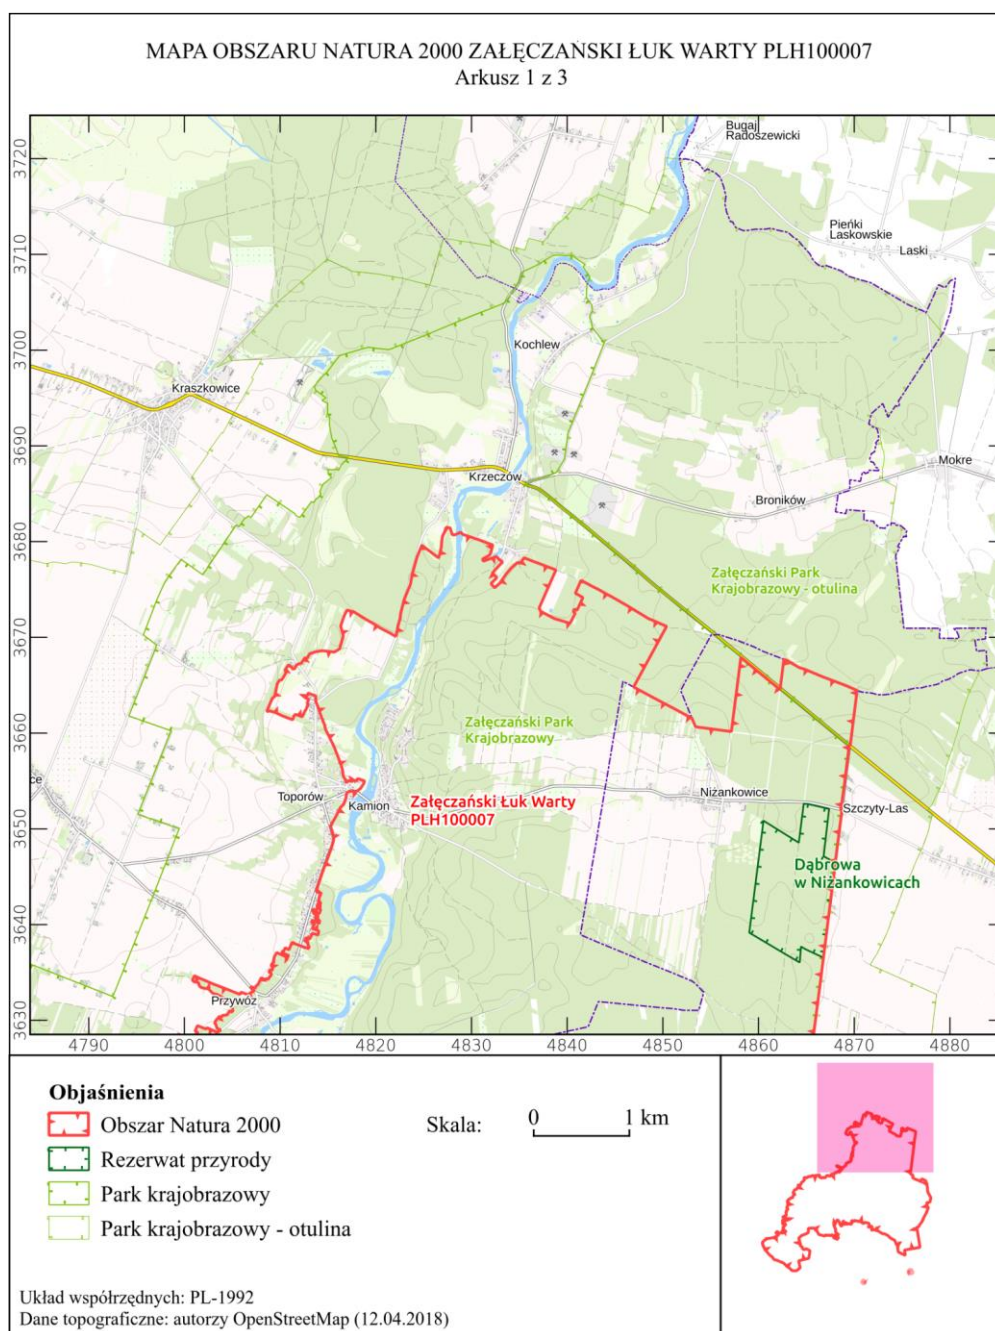 MAPA OBSZARU NATURA 2000 ZAŁĘCZAŃSKI ŁUK WARTY PLH100007
Arkusz 1 z 3
Bugaj
Radoszewicki
3720
Pieńki
Laskowskie
Laski
3710
Kochlew
3700
Kraszkowice
3690
Krzeczów
Mokre
Broników
3680
Załęczański Park
Krajobrazowy - otulina
3670
3660
Załęczański Park
Krajobrazowy
ce
Toporów
Kamion
Załęczański Łuk Warty
PLH100007
Niżankowice
Szczyty-Las
3650
Dąbrowa
w Niżankowicach
3640
Przywóz
3630
4790 4800 4810 4820 4830 4840 4850 4860 4870 4880
Objaśnienia
Obszar Natura 2000
Rezerwat przyrody
Park krajobrazowy
Park krajobrazowy - otulina
Skala: 0 1 km
Układ współrzędnych: PL-1992
Dane topograficzne: autorzy OpenStreetMap (12.04.2018)